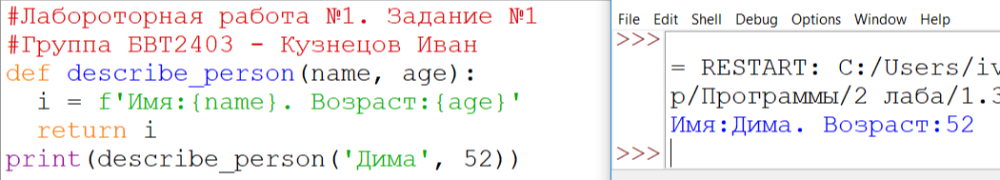 #Лабороторная работа №1. Задание №1
#Группа БВТ2403 - Кузнецов Иван
def describe_person(name, age):
  i = f'Имя:{name}. Возраст:{age}'
  return i
print(describe_person('Дима', 52))
File Edit Shell Debug Options Window Help
>>>
= RESTART: C:/Users/iv
р/Программы/2 лаба/1.3
Имя:Дима. Возраст:52
>>>